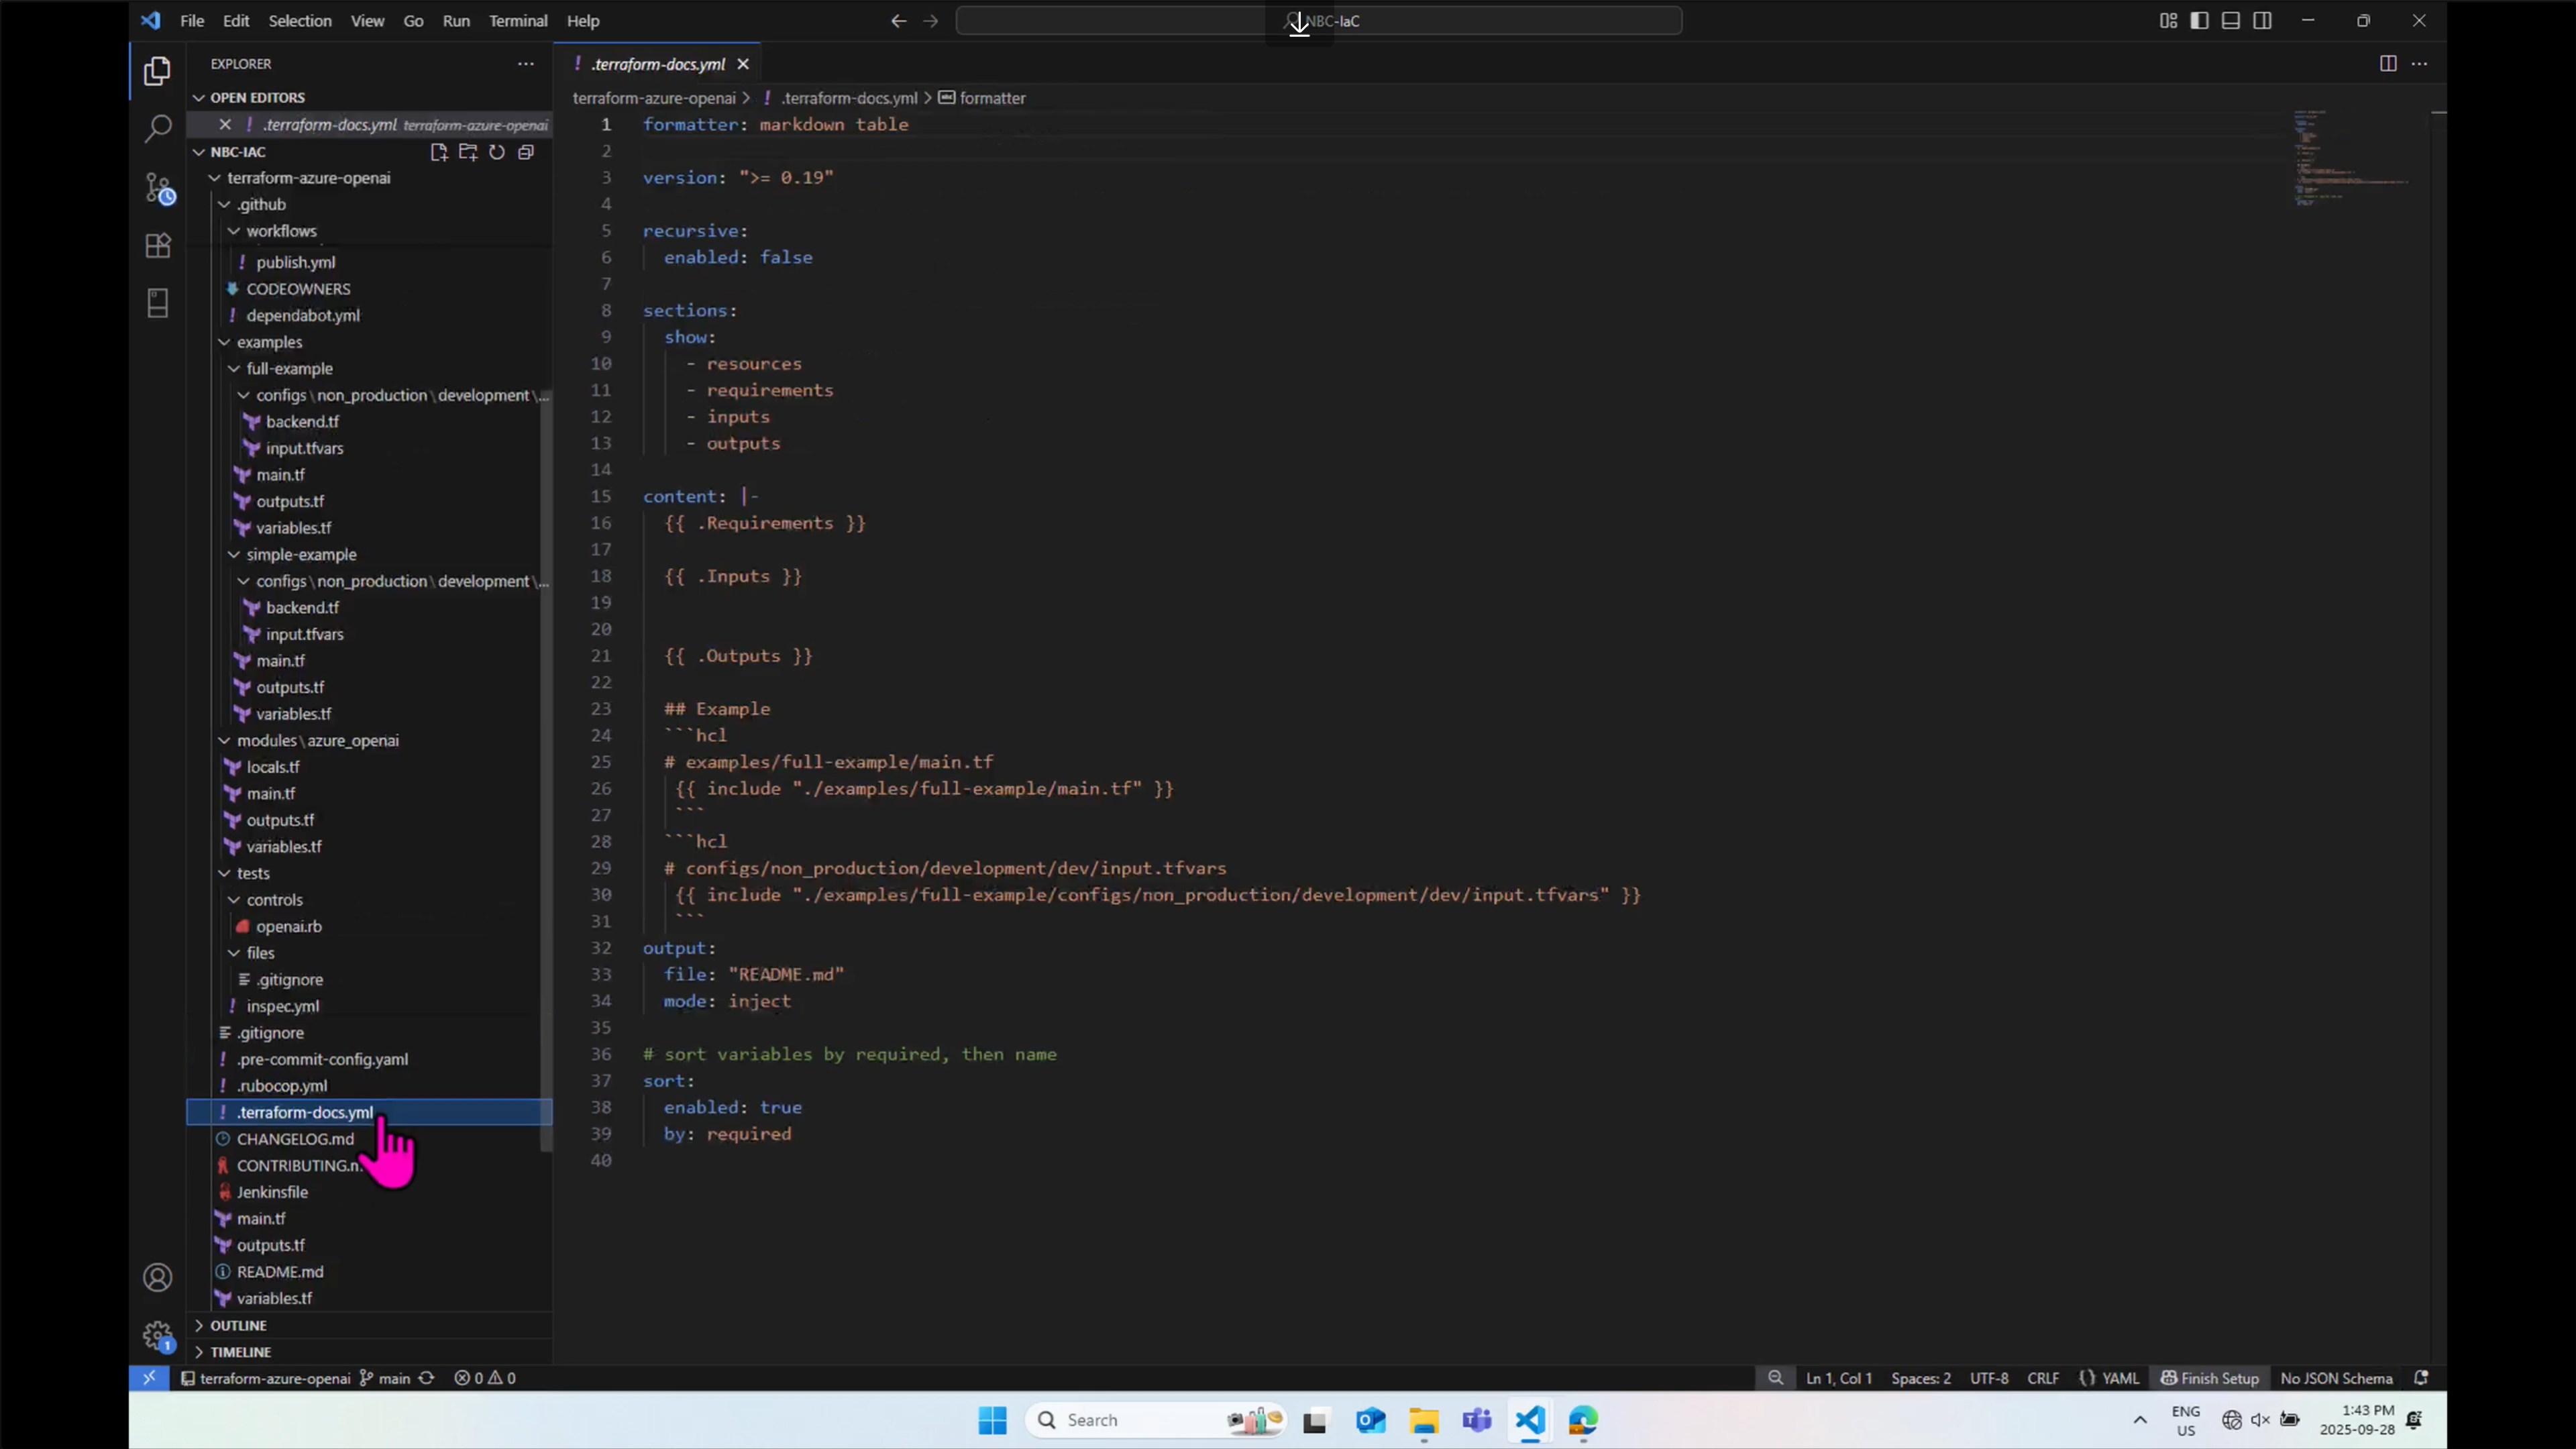 File Edit Selection View Go Run Terminal Help
NBC-IaC
EXPLORER
OPEN EDITORS
.terraform-docs.yml terraform-azure-openai
NBC-IAC
terraform-azure-openai
.github
workflows
publish.yml
CODEOWNERS
dependabot.yml
examples
full-example
configs\non_production\development\...
backend.tf
input.tfvars
main.tf
outputs.tf
variables.tf
simple-example
configs\non_production\development\...
backend.tf
input.tfvars
main.tf
outputs.tf
variables.tf
modules\azure_openai
locals.tf
main.tf
outputs.tf
variables.tf
tests
controls
openai.rb
files
.gitignore
inspec.yml
.gitignore
.pre-commit-config.yaml
.rubocop.yml
.terraform-docs.yml
CHANGELOG.md
CONTRIBUTING.m
Jenkinsfile
main.tf
outputs.tf
README.md
variables.tf
OUTLINE
TIMELINE
.terraform-docs.yml
terraform-azure-openai > .terraform-docs.yml > formatter
1 formatter: markdown table
2
3 version: ">= 0.19"
4
5 recursive:
6 enabled: false
7
8 sections:
9 show:
10 - resources
11 - requirements
12 - inputs
13 - outputs
14
15 content: |-
16 {{ .Requirements }}
17
18 {{ .Inputs }}
19
20
21 {{ .Outputs }}
22
23 ## Example
24 ```hcl
25 # examples/full-example/main.tf
26 {{ include "./examples/full-example/main.tf" }}
27 ```
28 ```hcl
29 # configs/non_production/development/dev/input.tfvars
30 {{ include "./examples/full-example/configs/non_production/development/dev/input.tfvars" }}
31 ```
32 output:
33 file: "README.md"
34 mode: inject
35
36 # sort variables by required, then name
37 sort:
38 enabled: true
39 by: required
40
1
terraform-azure-openai main 0 0 Ln 1, Col 1 Spaces: 2 UTF-8 CRLF {} YAML Finish Setup No JSON Schema
Search
ENG
US
1:43 PM
2025-09-28